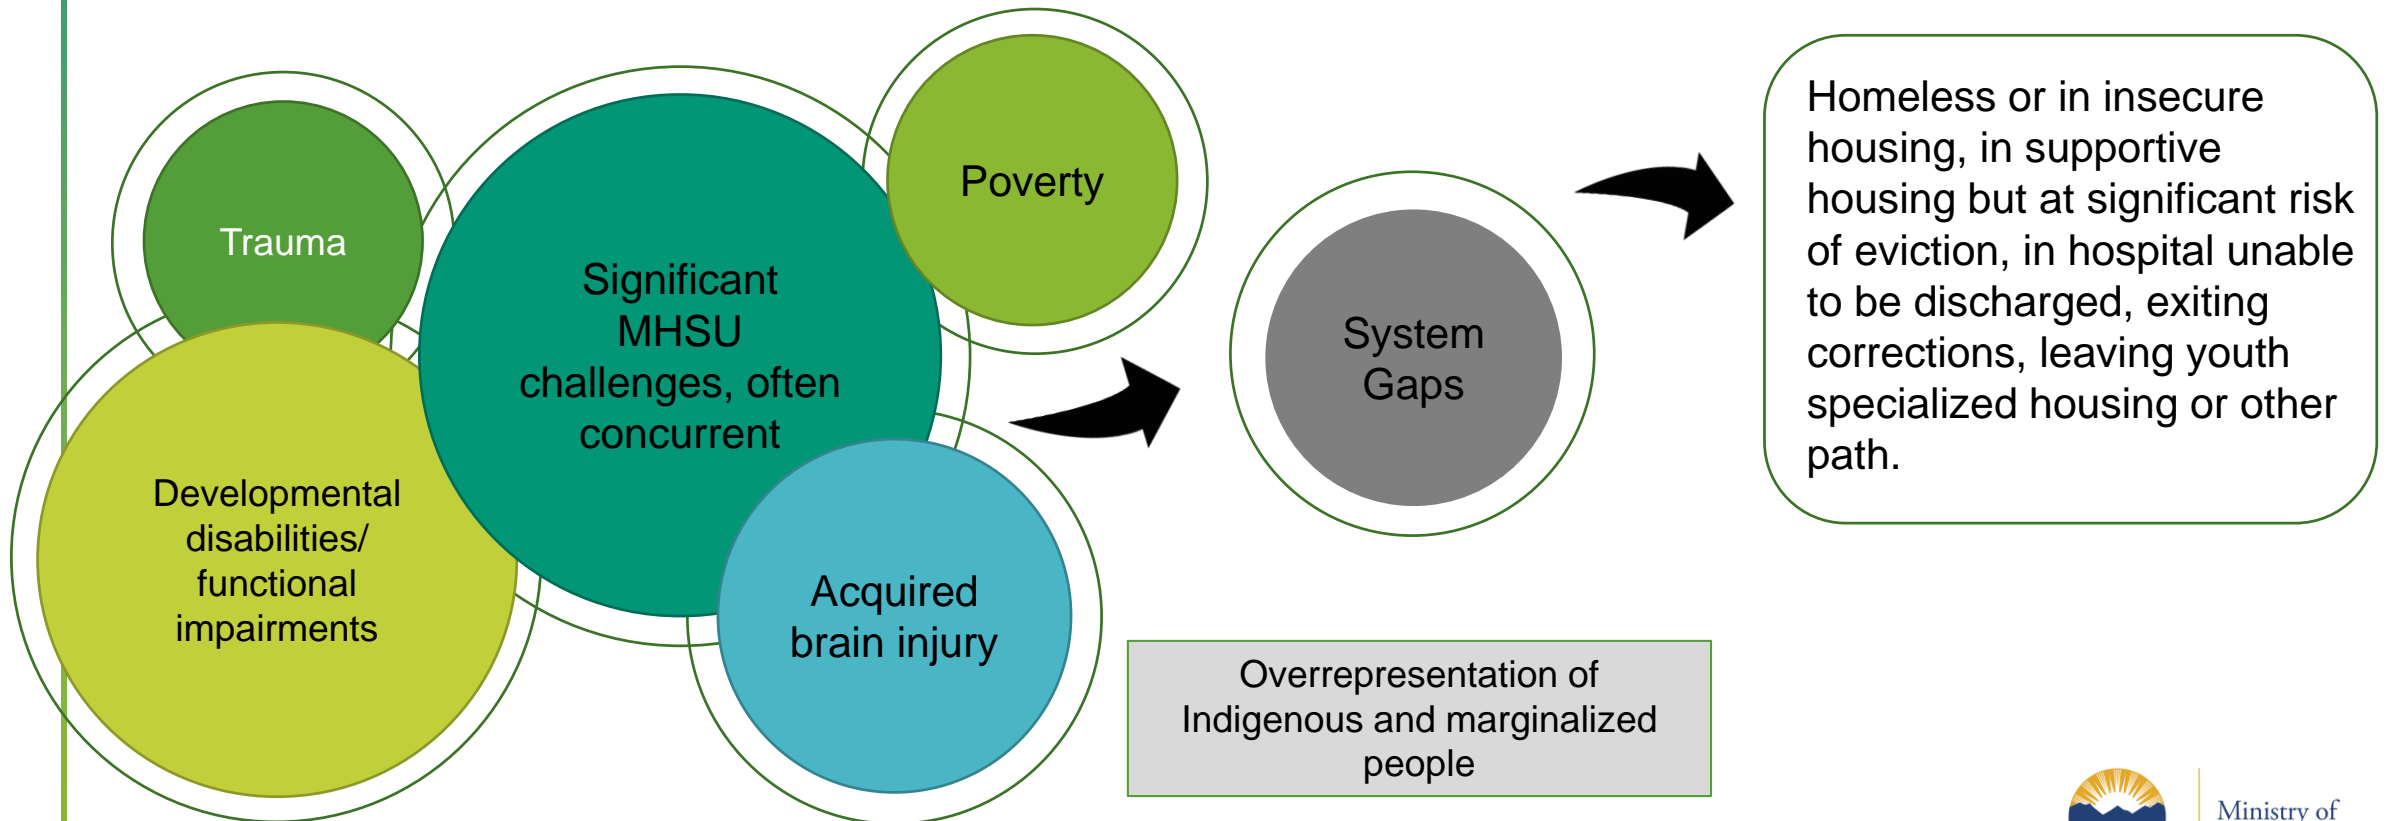 Trauma
Significant
MHSU
challenges, often
concurrent
Poverty
Developmental
disabilities/
functional
impairments
Acquired
brain injury
System
Gaps
Homeless or in insecure
housing, in supportive
housing but at significant risk
of eviction, in hospital unable
to be discharged, exiting
corrections, leaving youth
specialized housing or other
path.
Overrepresentation of
Indigenous and marginalized
people
Ministry of